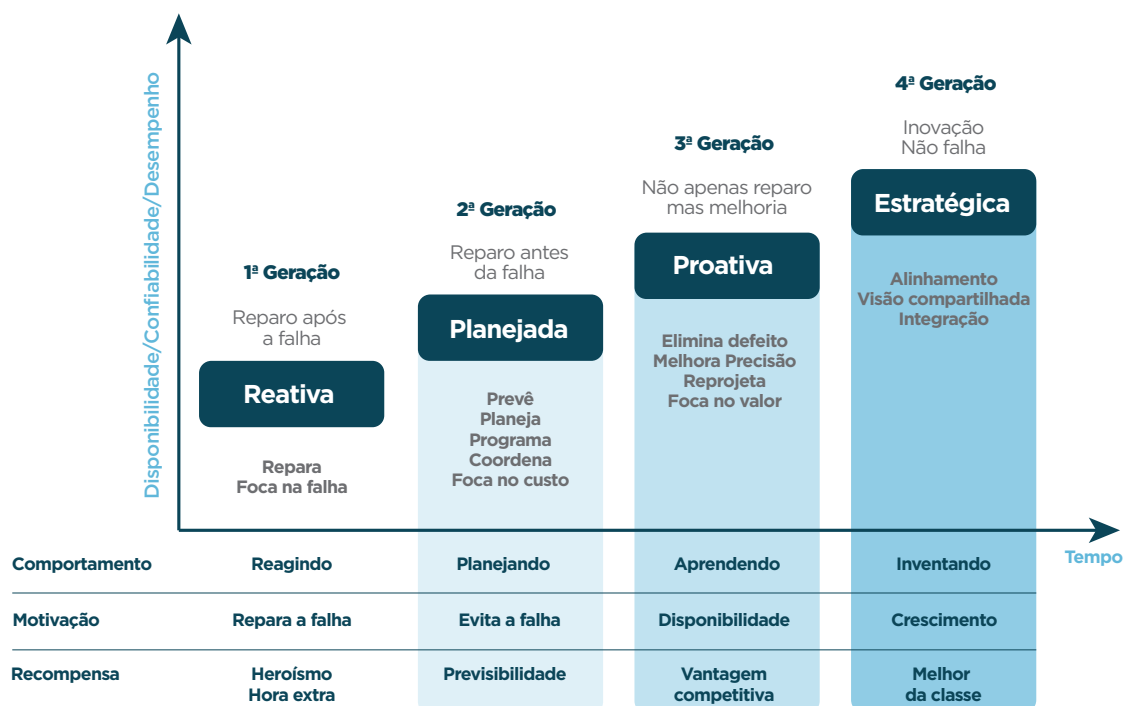 Disponibilidade/Confiabilidade/Desempenho
1ª Geração
Reparo após
a falha
Reativa
Repara
Foca na falha
2ª Geração
Reparo antes
da falha
Planejada
Prevê
Planeja
Programa
Coordena
Foca no custo
3ª Geração
Não apenas reparo
mas melhoria
Proativa
Elimina defeito
Melhora Precisão
Reprojeta
Foca no valor
4ª Geração
Inovação
Não falha
Estratégica
Alinhamento
Visão compartilhada
Integração
Tempo
Comportamento Reagindo Planejando Aprendendo Inventando
Motivação Repara a falha Evita a falha Disponibilidade Crescimento
Recompensa Heroísmo Previsibilidade Vantagem Melhor
Hora extra competitiva da classe